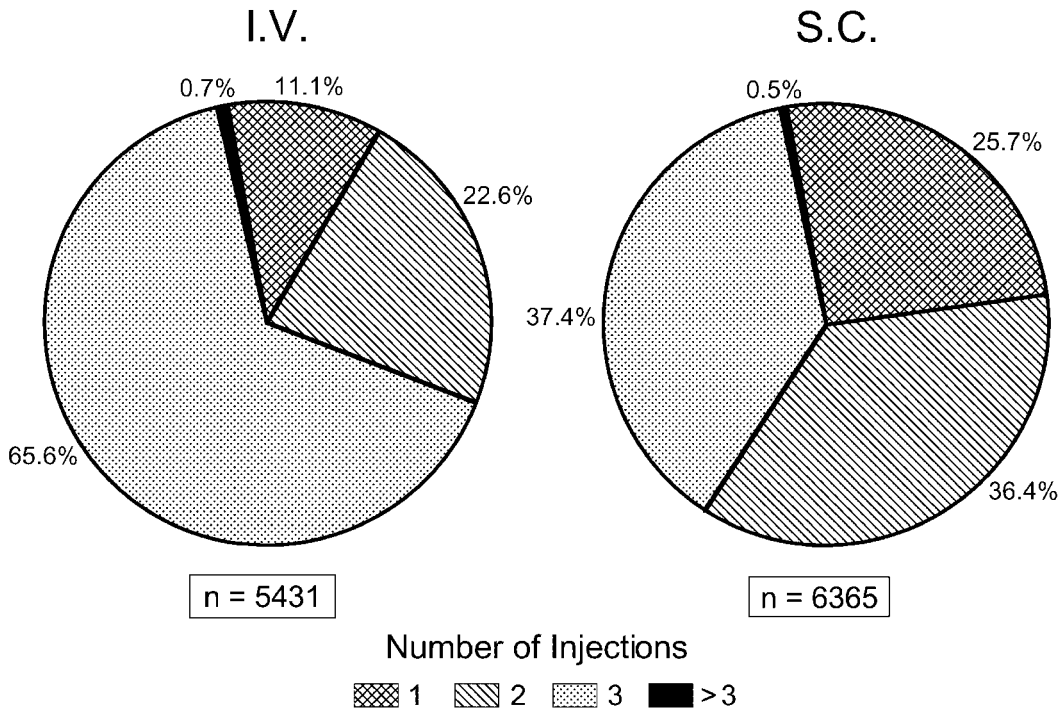 I.V.
S.C.
0.7%
11.1%
22.6%
65.6%
0.5%
25.7%
37.4%
36.4%
n = 5431
n = 6365
Number of Injections
1 2 3 >3